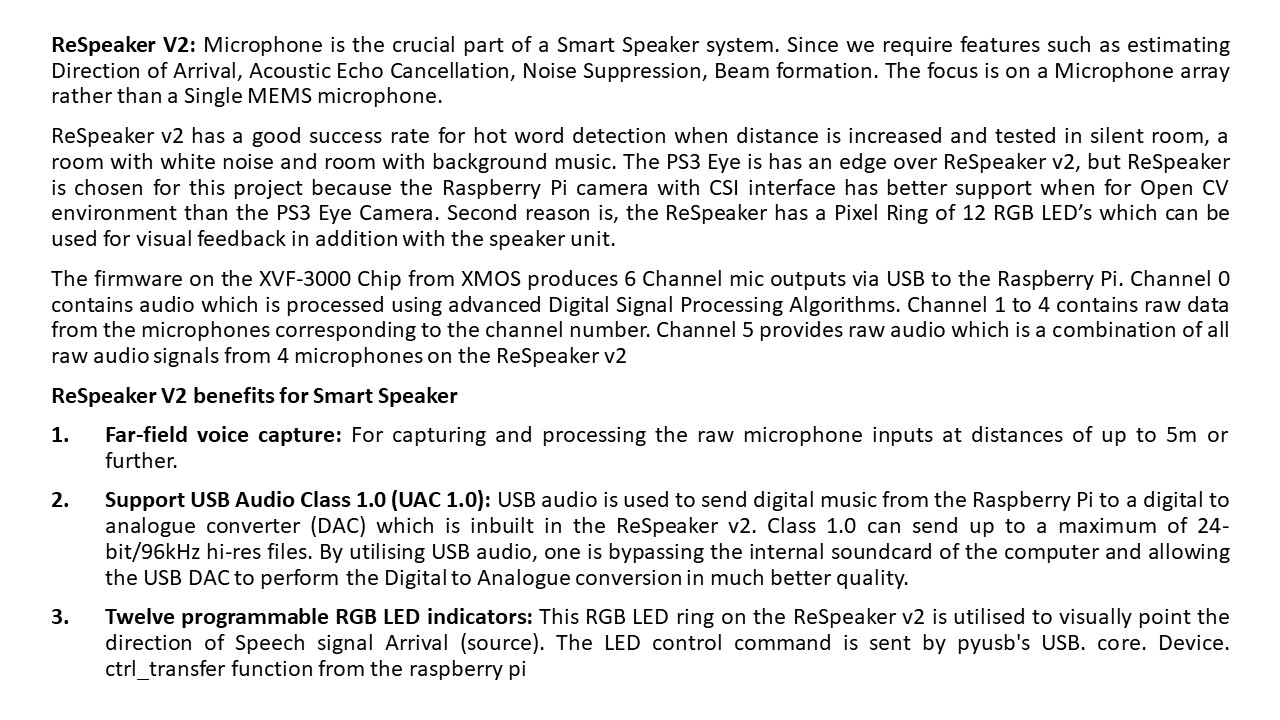 ReSpeaker V2: Microphone is the crucial part of a Smart Speaker system. Since we require features such as estimating
Direction of Arrival, Acoustic Echo Cancellation, Noise Suppression, Beam formation. The focus is on a Microphone array
rather than a Single MEMS microphone.
ReSpeaker v2 has a good success rate for hot word detection when distance is increased and tested in silent room, a
room with white noise and room with background music. The PS3 Eye is has an edge over ReSpeaker v2, but ReSpeaker
is chosen for this project because the Raspberry Pi camera with CSI interface has better support when for Open CV
environment than the PS3 Eye Camera. Second reason is, the ReSpeaker has a Pixel Ring of 12 RGB LED’s which can be
used for visual feedback in addition with the speaker unit.
The firmware on the XVF-3000 Chip from XMOS produces 6 Channel mic outputs via USB to the Raspberry Pi. Channel 0
contains audio which is processed using advanced Digital Signal Processing Algorithms. Channel 1 to 4 contains raw data
from the microphones corresponding to the channel number. Channel 5 provides raw audio which is a combination of all
raw audio signals from 4 microphones on the ReSpeaker v2
ReSpeaker V2 benefits for Smart Speaker
1. Far-field voice capture: For capturing and processing the raw microphone inputs at distances of up to 5m or
further.
2. Support USB Audio Class 1.0 (UAC 1.0): USB audio is used to send digital music from the Raspberry Pi to a digital to
analogue converter (DAC) which is inbuilt in the ReSpeaker v2. Class 1.0 can send up to a maximum of 24-
bit/96kHz hi-res files. By utilising USB audio, one is bypassing the internal soundcard of the computer and allowing
the USB DAC to perform the Digital to Analogue conversion in much better quality.
3. Twelve programmable RGB LED indicators: This RGB LED ring on the ReSpeaker v2 is utilised to visually point the
direction of Speech signal Arrival (source). The LED control command is sent by pyusb's USB. core. Device.
ctrl_transfer function from the raspberry pi